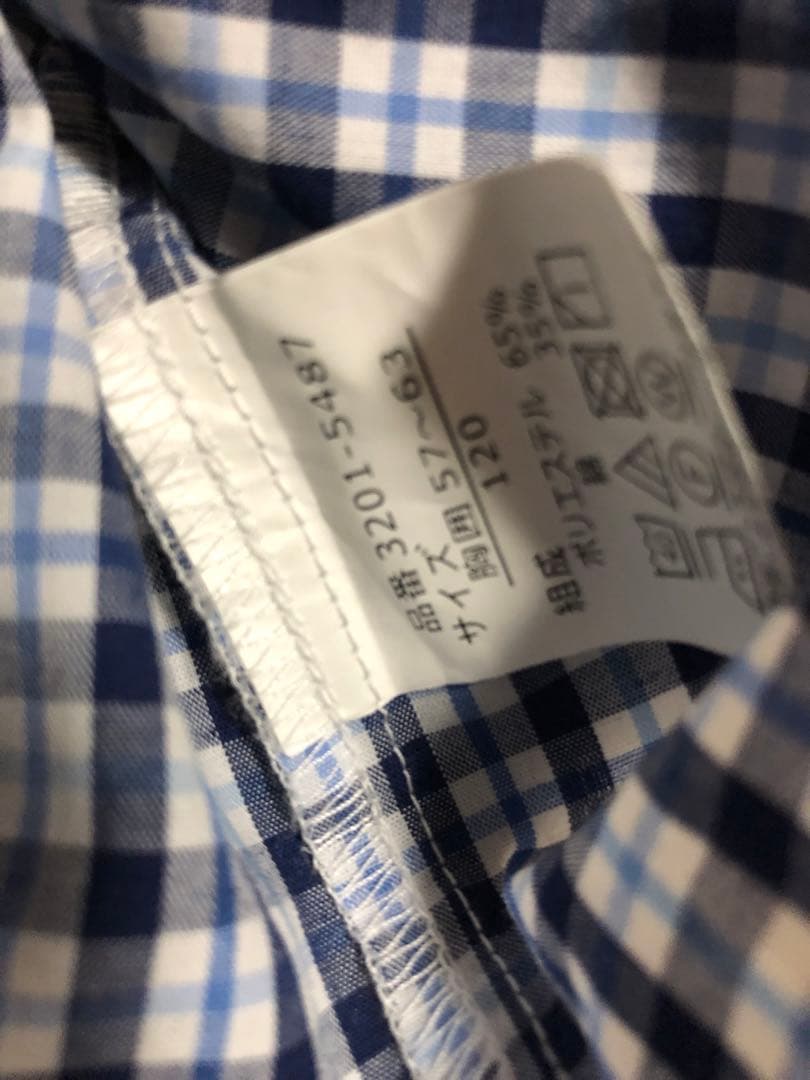 品番 3201-5487
サイズ
胸囲 57～63
120
組成
ポリエステル 65%
綿 35%